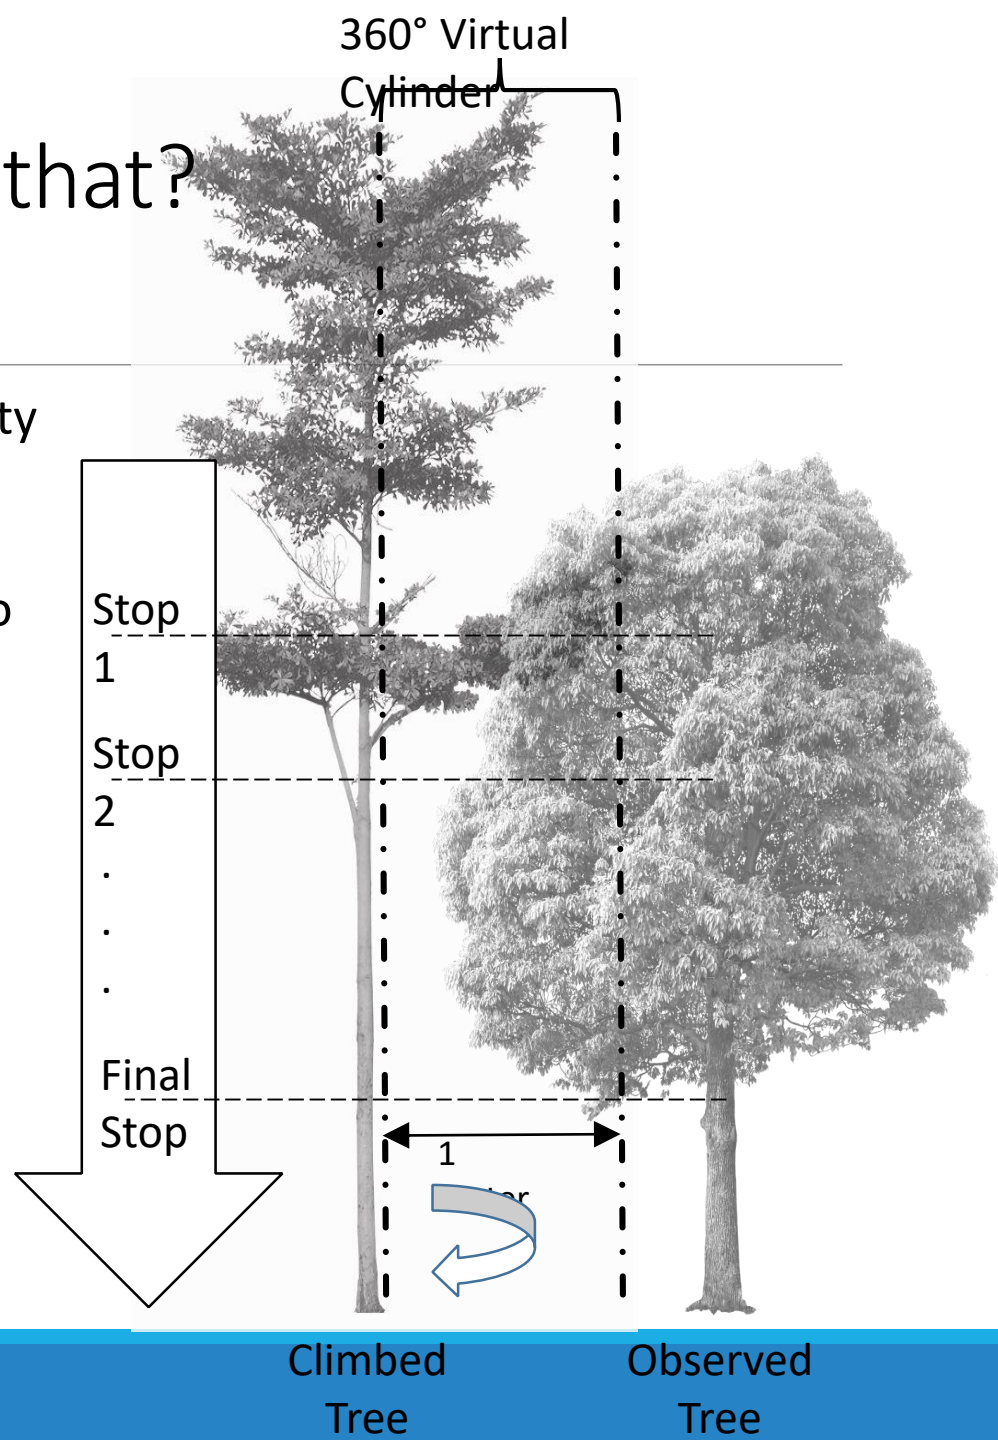 360° Virtual
Cylinder
that?
ty
Stop
1
Stop
2
.
.
.
Final
Stop
1
Climbed
Tree
Observed
Tree